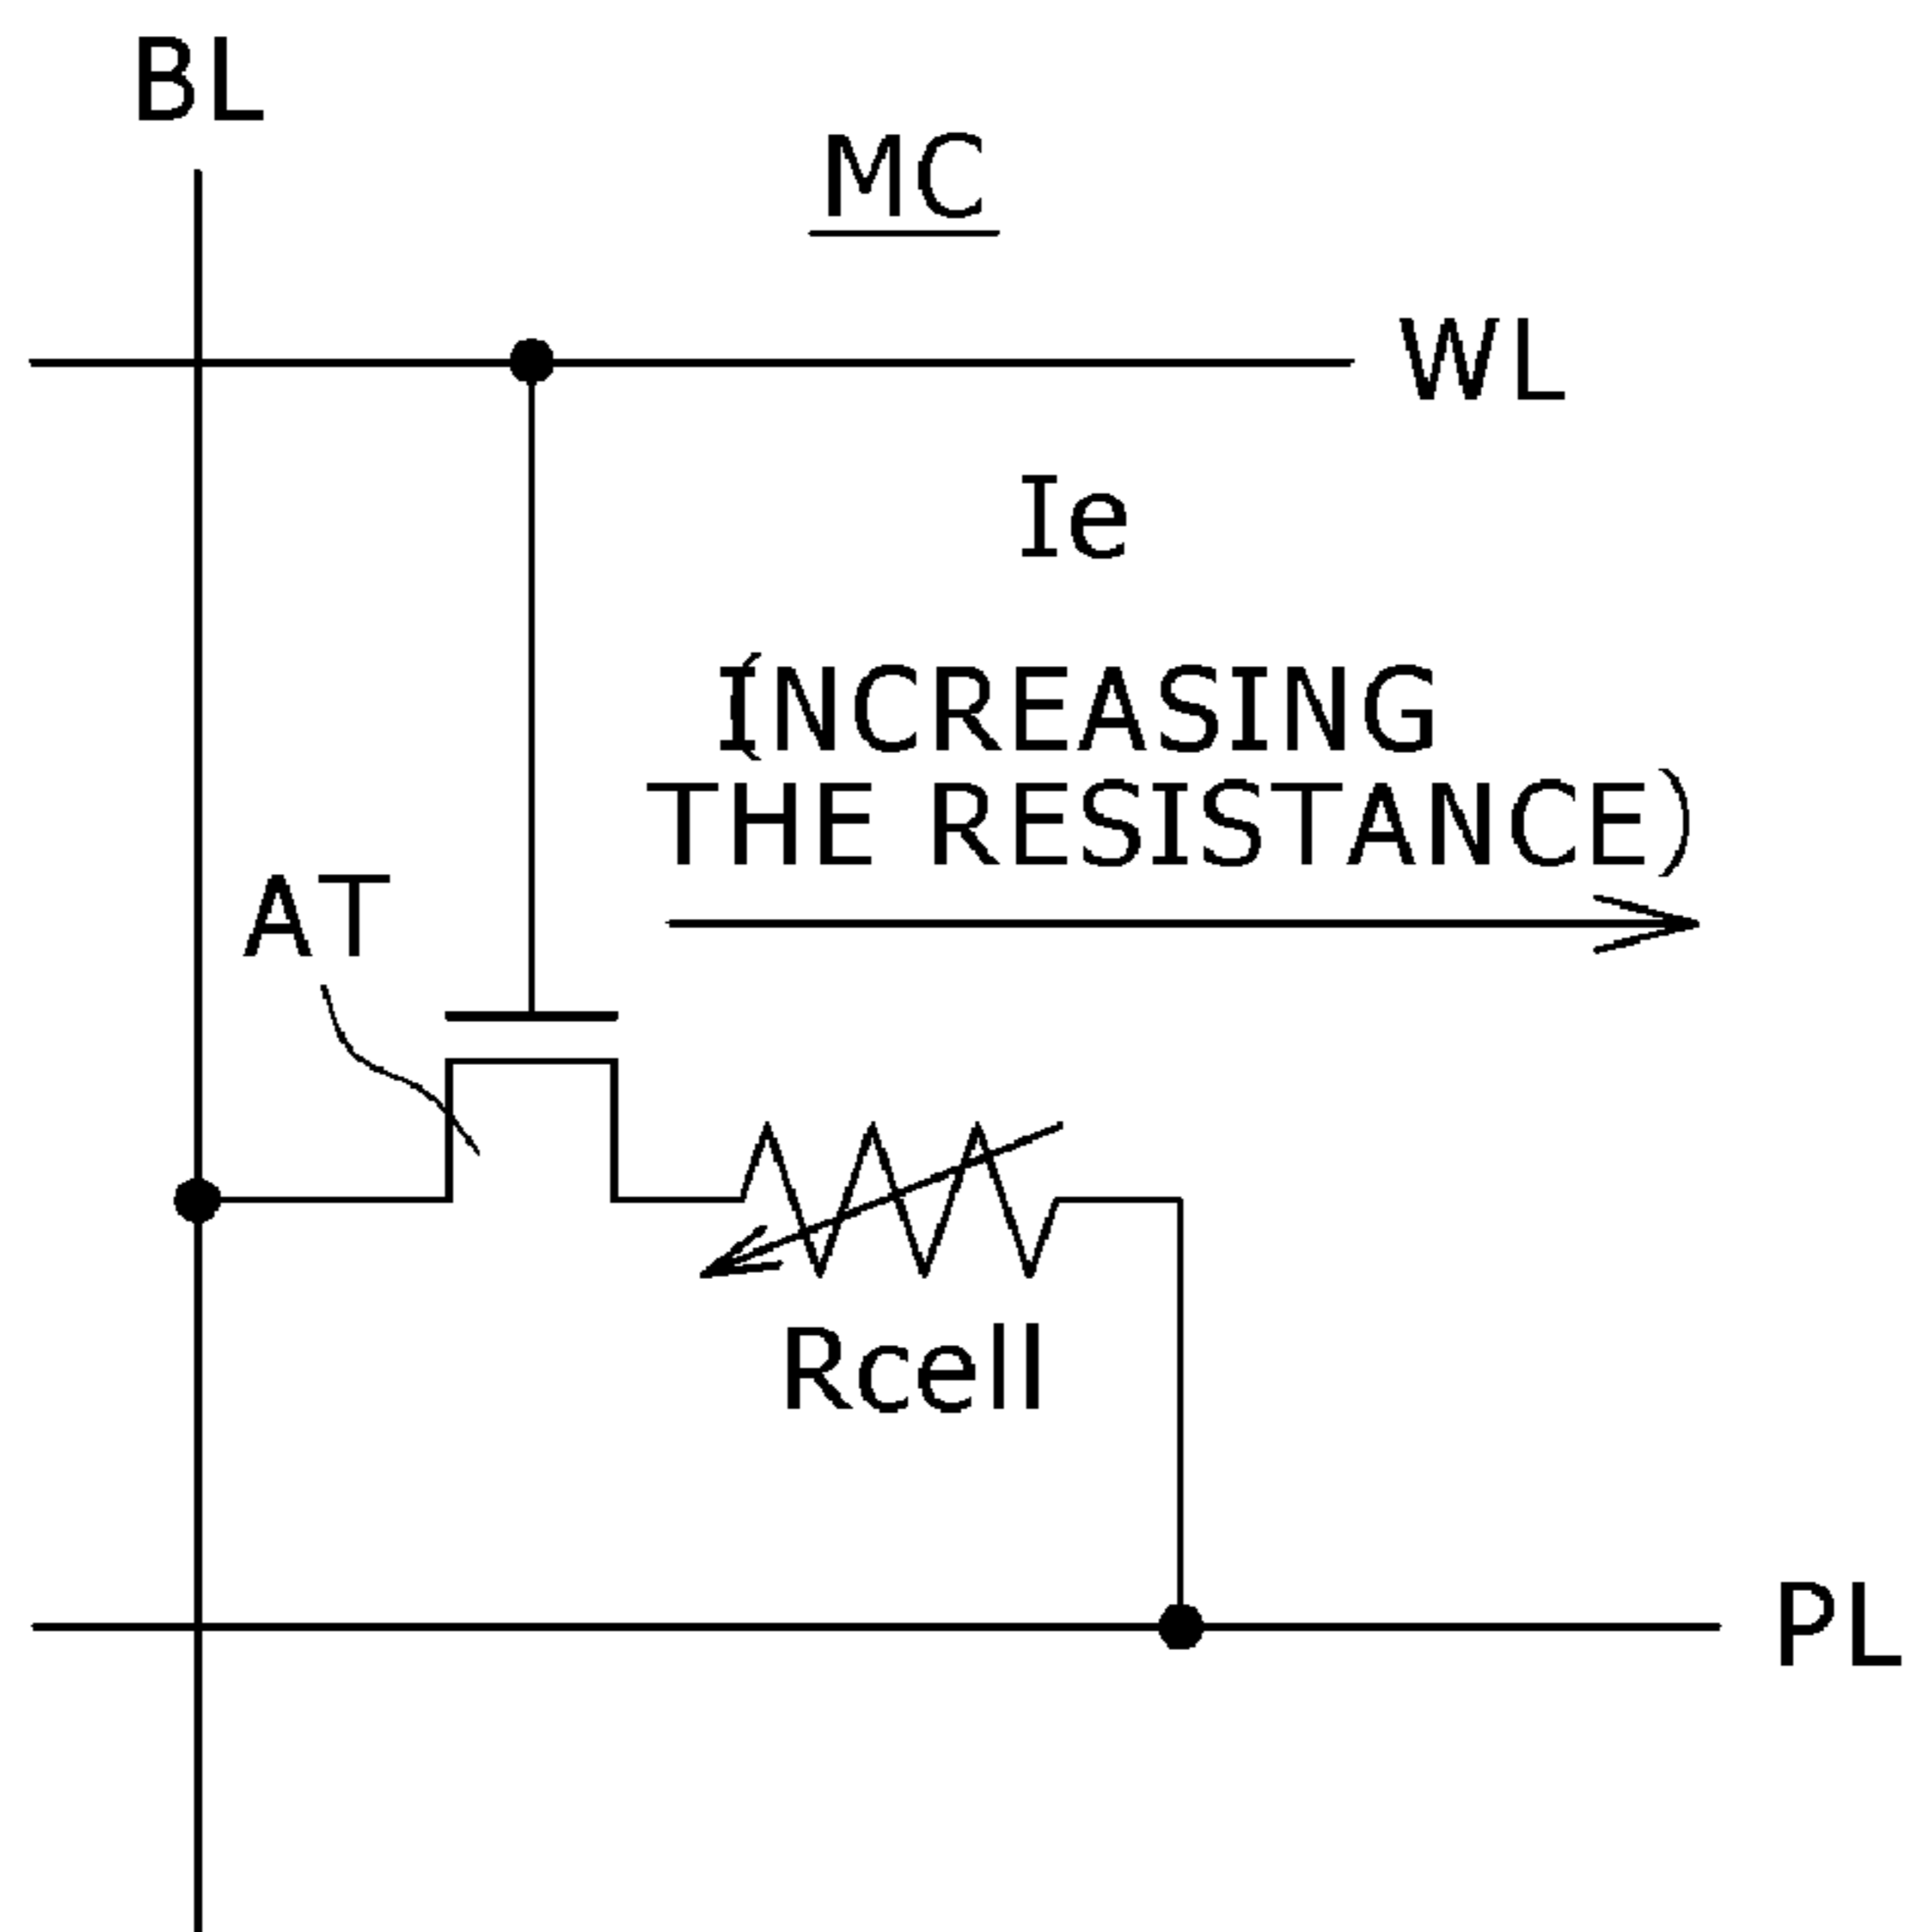 BL
MC
WL
Ie
(INCREASING
THE RESISTANCE)
AT
Rcell
PL